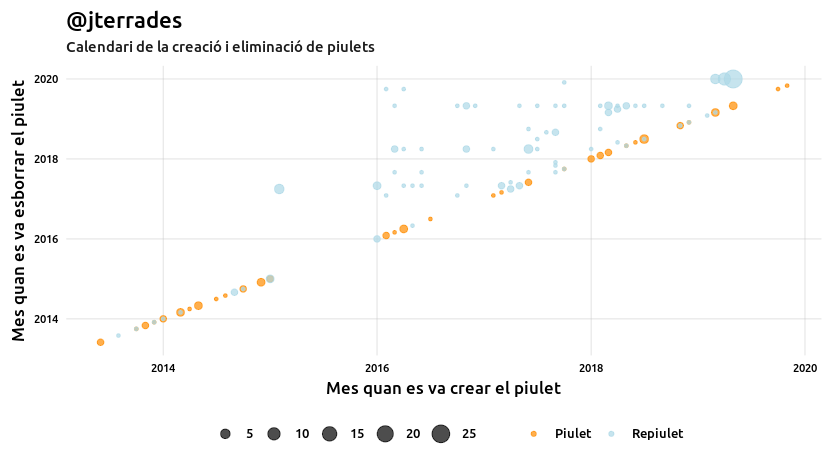 @jterrades
Calendari de la creació i eliminació de piulets
Mes quan es va esborrar el piulet
2020
2018
2016
2014
2014 2016 2018 2020
Mes quan es va crear el piulet
5 10 15 20 25 Piulet Repiulet